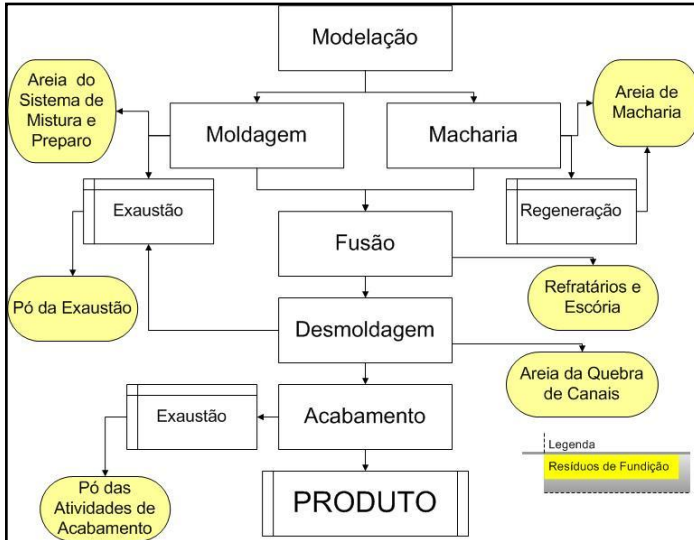 Modelação
Areia do
Sistema de
Mistura e
Preparo
Moldagem
Macharia
Areia de
Macharia
Exaustão
Regeneração
Fusão
Pó da Exaustão
Refratários e
Escória
Desmoldagem
Areia da Quebra
de Canais
Exaustão
Acabamento
Legenda
Resíduos de Fundição
Pó das
Atividades de
Acabamento
PRODUTO